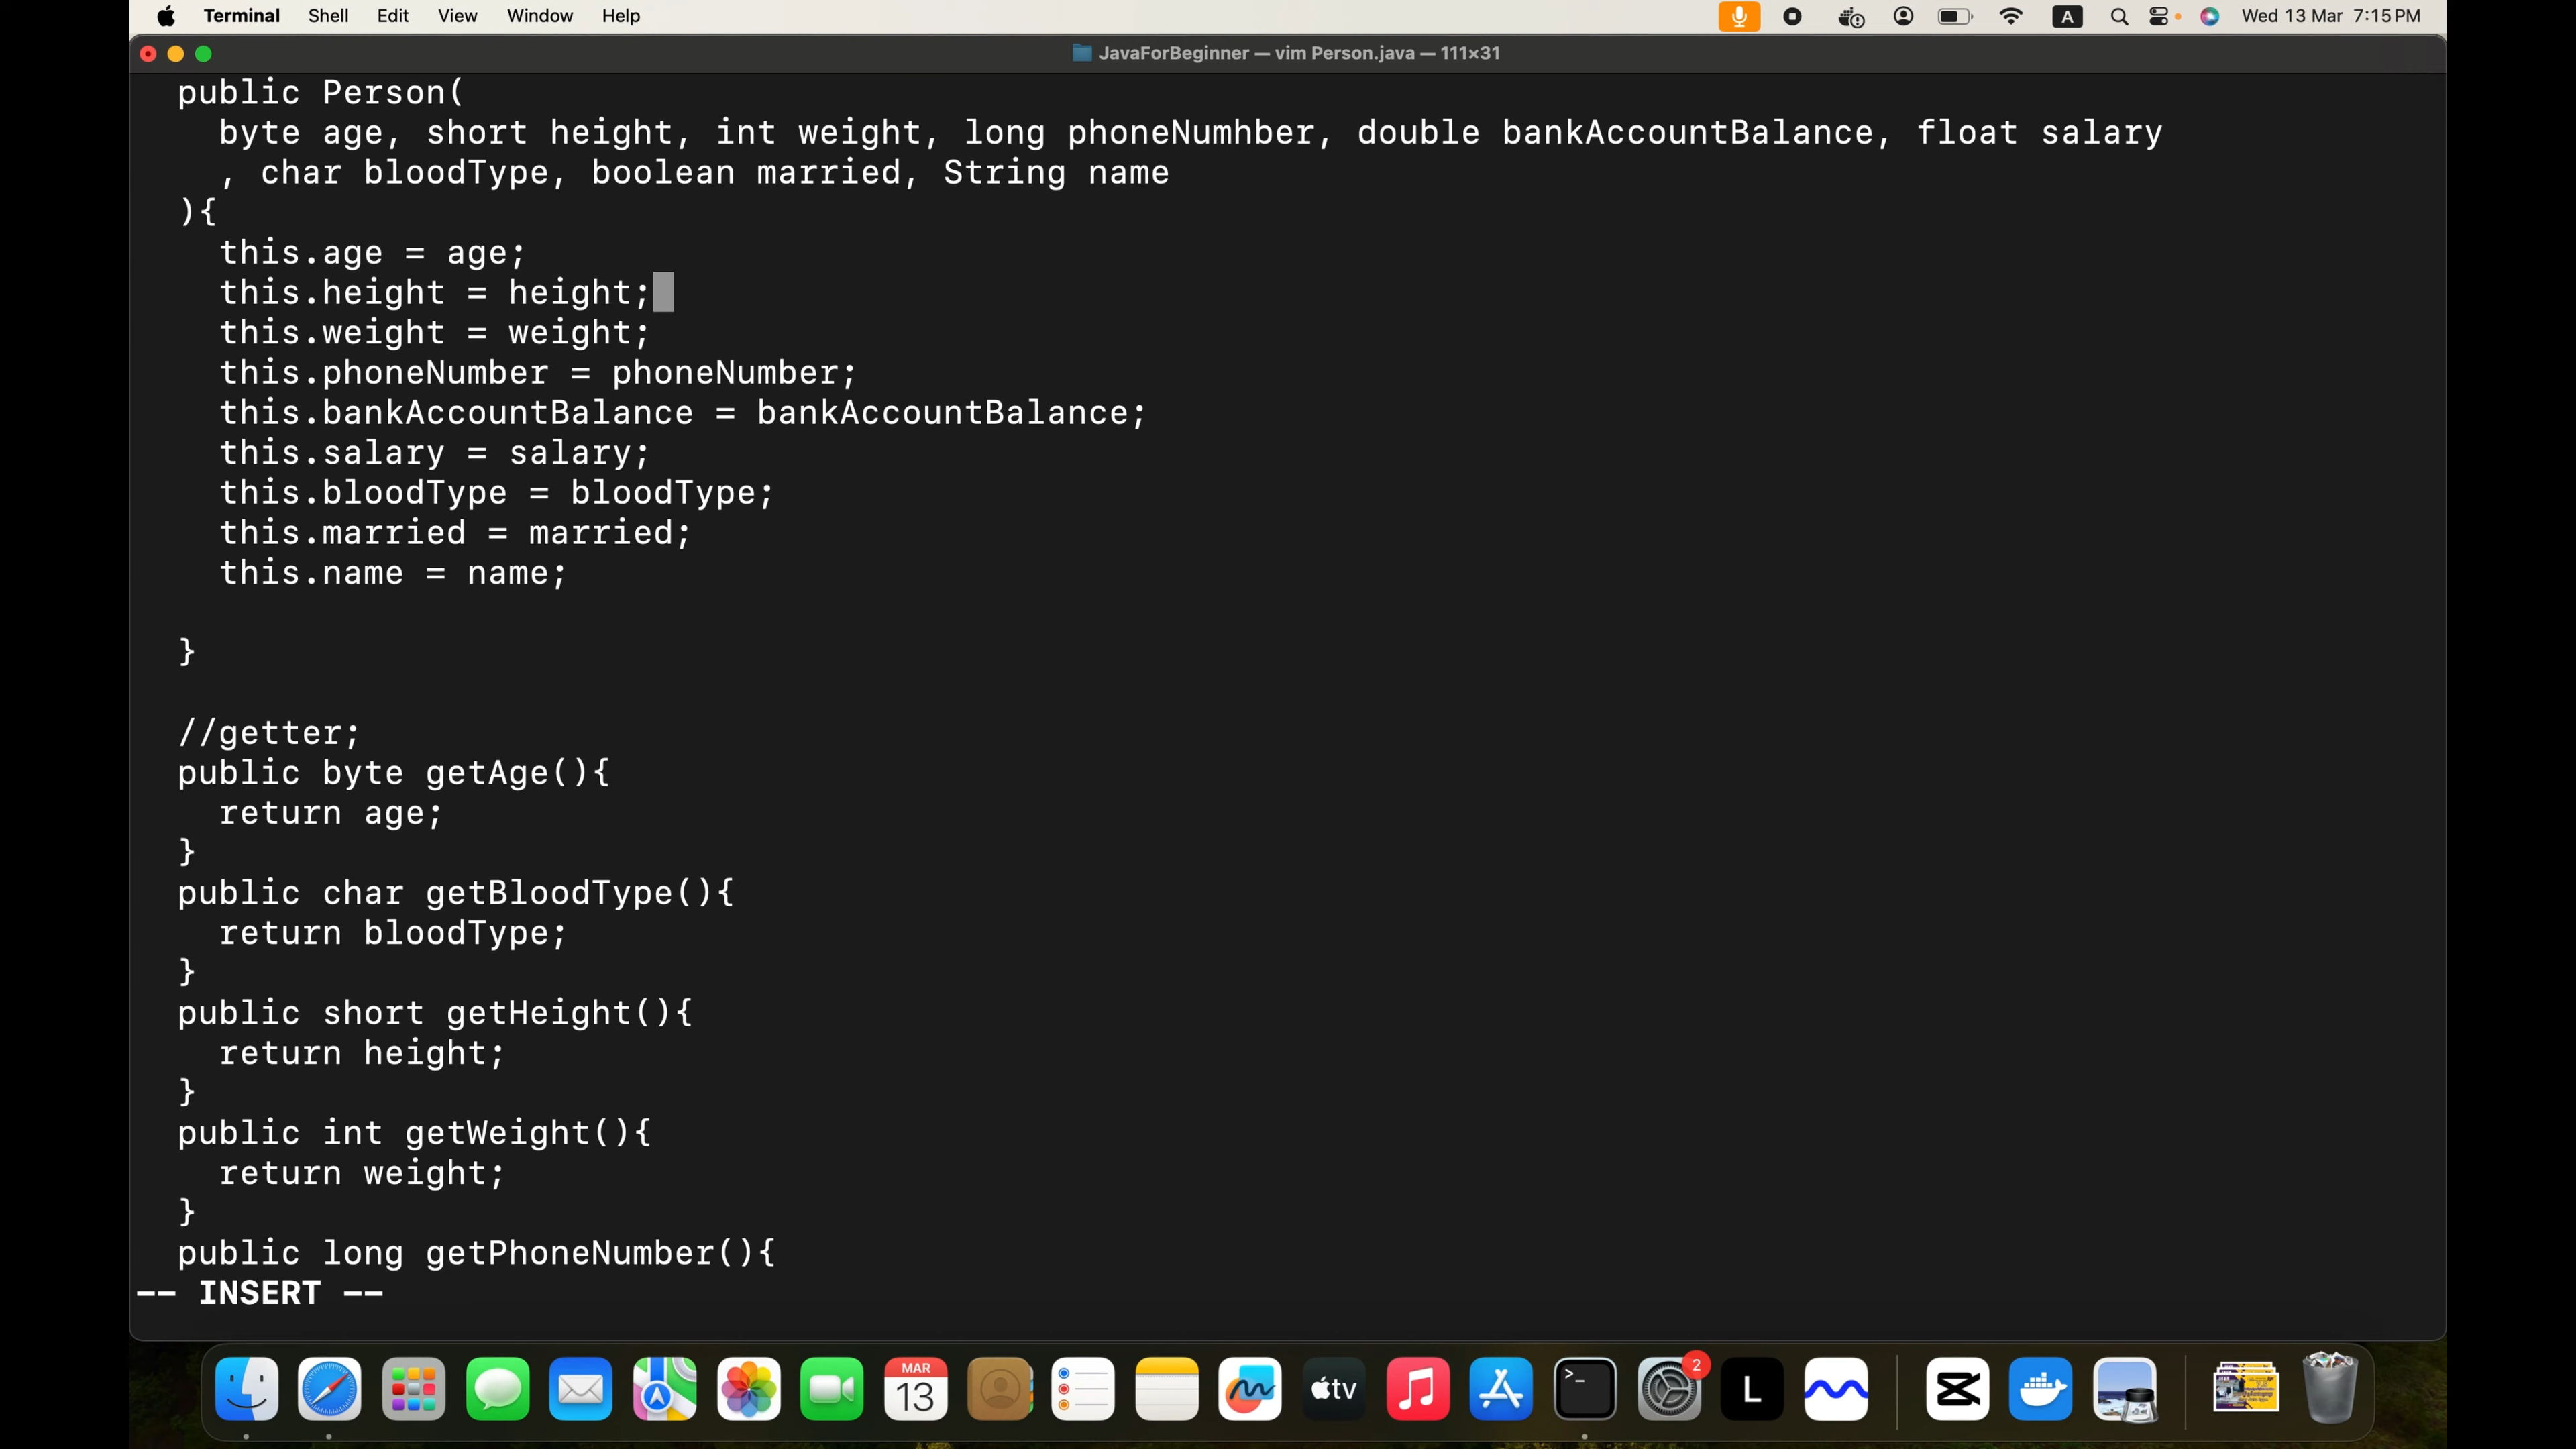 Terminal Shell Edit View Window Help A Wed 13 Mar 7:15 PM
JavaForBeginner — vim Person.java — 111×31
public Person(
byte age, short height, int weight, long phoneNumhber, double bankAccountBalance, float salary
, char bloodType, boolean married, String name
){
this.age = age;
this.height = height;
this.weight = weight;
this.phoneNumber = phoneNumber;
this.bankAccountBalance = bankAccountBalance;
this.salary = salary;
this.bloodType = bloodType;
this.married = married;
this.name = name;
}
//getter;
public byte getAge(){
return age;
}
public char getBloodType(){
return bloodType;
}
public short getHeight(){
return height;
}
public int getWeight(){
return weight;
}
public long getPhoneNumber(){
-- INSERT --
MAR
13
tv
>_
2
L